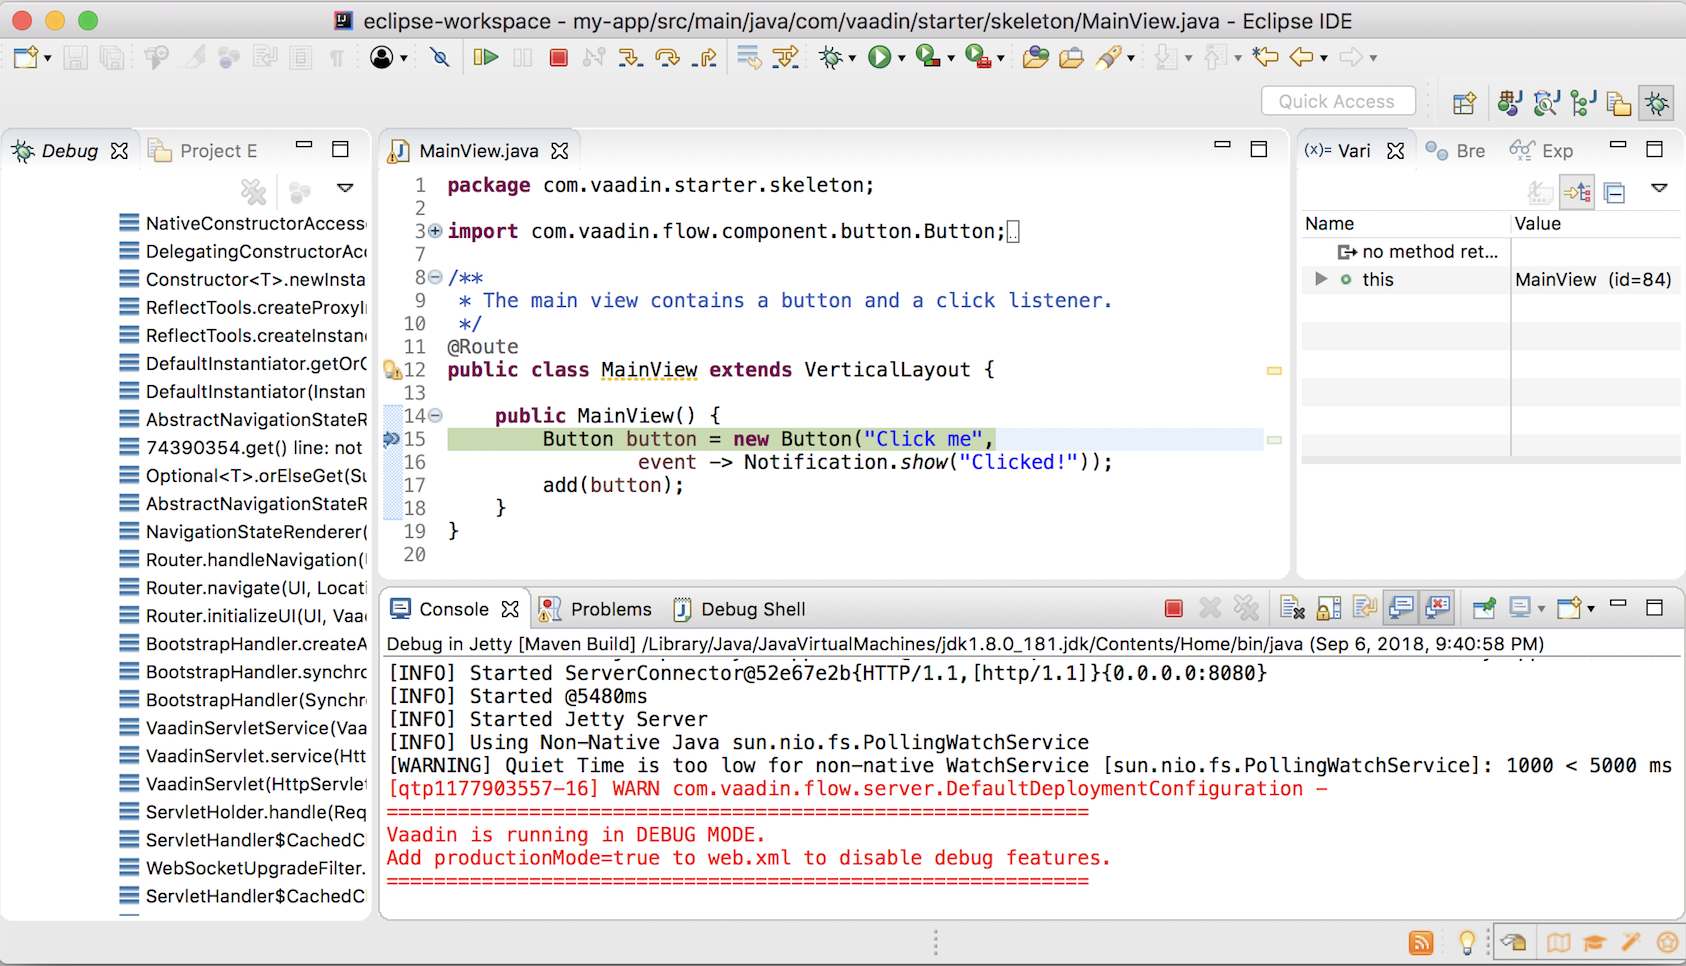 eclipse-workspace - my-app/src/main/java/com/vaadin/starter/skeleton/MainView.java - Eclipse IDE
Quick Access
Debug
Project E
NativeConstructorAccess
DelegatingConstructorAcc
Constructor<T>.newInsta
ReflectTools.createProxyI
ReflectTools.createInstan
DefaultInstantiator.getOrC
DefaultInstantiator(Instan
AbstractNavigationStateR
74390354.get() line: not
Optional<T>.orElseGet(Su
AbstractNavigationStateR
NavigationStateRenderer(
Router.handleNavigation(
Router.navigate(UI, Locati
Router.initializeUI(UI, Vaa
BootstrapHandler.createA
BootstrapHandler.synchro
BootstrapHandler(Synchr
VaadinServletService(Vaa
VaadinServlet.service(Htt
VaadinServlet(HttpServlet
ServletHolder.handle(Req
ServletHandler$CachedC
WebSocketUpgradeFilter.
ServletHandler$CachedC
MainView.java
1 package com.vaadin.starter.skeleton;
2
3 import com.vaadin.flow.component.button.Button;
7
8 /**
9 * The main view contains a button and a click listener.
10 */
11 @Route
12 public class MainView extends VerticalLayout {
13
14 public MainView() {
15 Button button = new Button("Click me",
16 event -> Notification.show("Clicked!"));
17 add(button);
18 }
19 }
20
(x)= Vari
Bre
Exp
Name Value
no method ret...
this MainView (id=84)
Console
Problems
Debug Shell
Debug in Jetty [Maven Build] /Library/Java/JavaVirtualMachines/jdk1.8.0_181.jdk/Contents/Home/bin/java (Sep 6, 2018, 9:40:58 PM)
[INFO] Started ServerConnector@52e67e2b{HTTP/1.1,[http/1.1]}{0.0.0.0:8080}
[INFO] Started @5480ms
[INFO] Started Jetty Server
[INFO] Using Non-Native Java sun.nio.fs.PollingWatchService
[WARNING] Quiet Time is too low for non-native WatchService [sun.nio.fs.PollingWatchService]: 1000 < 5000 ms
[qtp1177903557-16] WARN com.vaadin.flow.server.DefaultDeploymentConfiguration -
===========================================================
Vaadin is running in DEBUG MODE.
Add productionMode=true to web.xml to disable debug features.
===========================================================